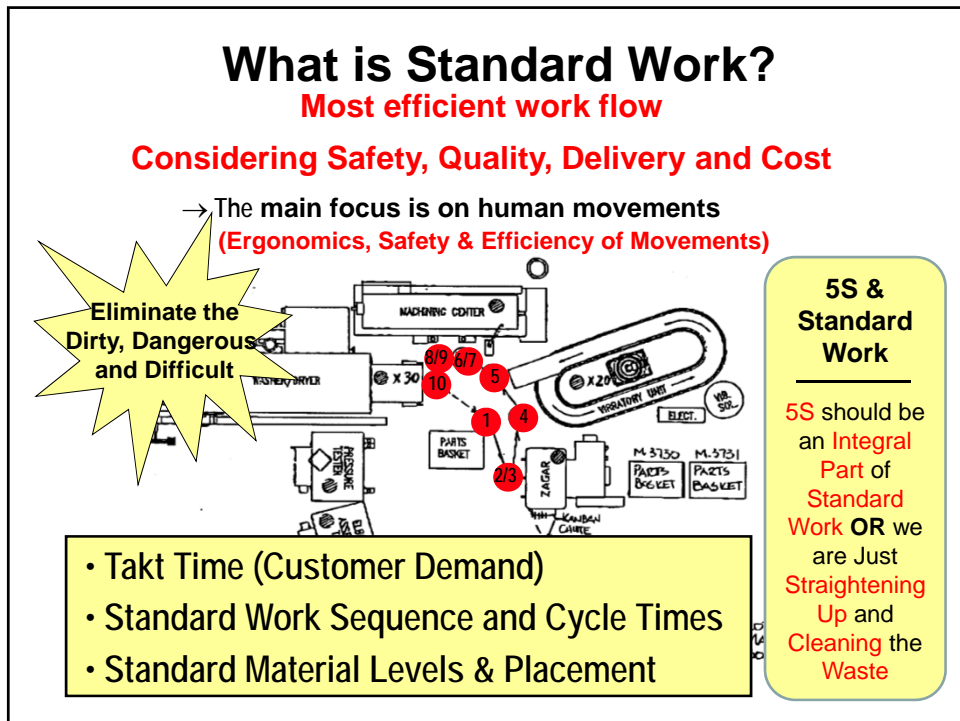 What is Standard Work?
Most efficient work flow
Considering Safety, Quality, Delivery and Cost
→ The main focus is on human movements
(Ergonomics, Safety & Efficiency of Movements)
Eliminate the
Dirty, Dangerous
and Difficult
MACHINING CENTER
WASHER/DRYER
X 30
8/9
6/7
10
5
1
4
2/3
X20
VIBRATORY UNIT
ELECT.
VIB.
SOL.
PARTS
BASKET
PRESSURE
TESTER
ZAGAR
M.3730
PARTS
BASKET
M.3731
PARTS
BASKET
KANBAN
CHUTE
• Takt Time (Customer Demand)
• Standard Work Sequence and Cycle Times
• Standard Material Levels & Placement
5S &
Standard
Work
5S should be
an Integral
Part of
Standard
Work OR we
are Just
Straightening
Up and
Cleaning the
Waste